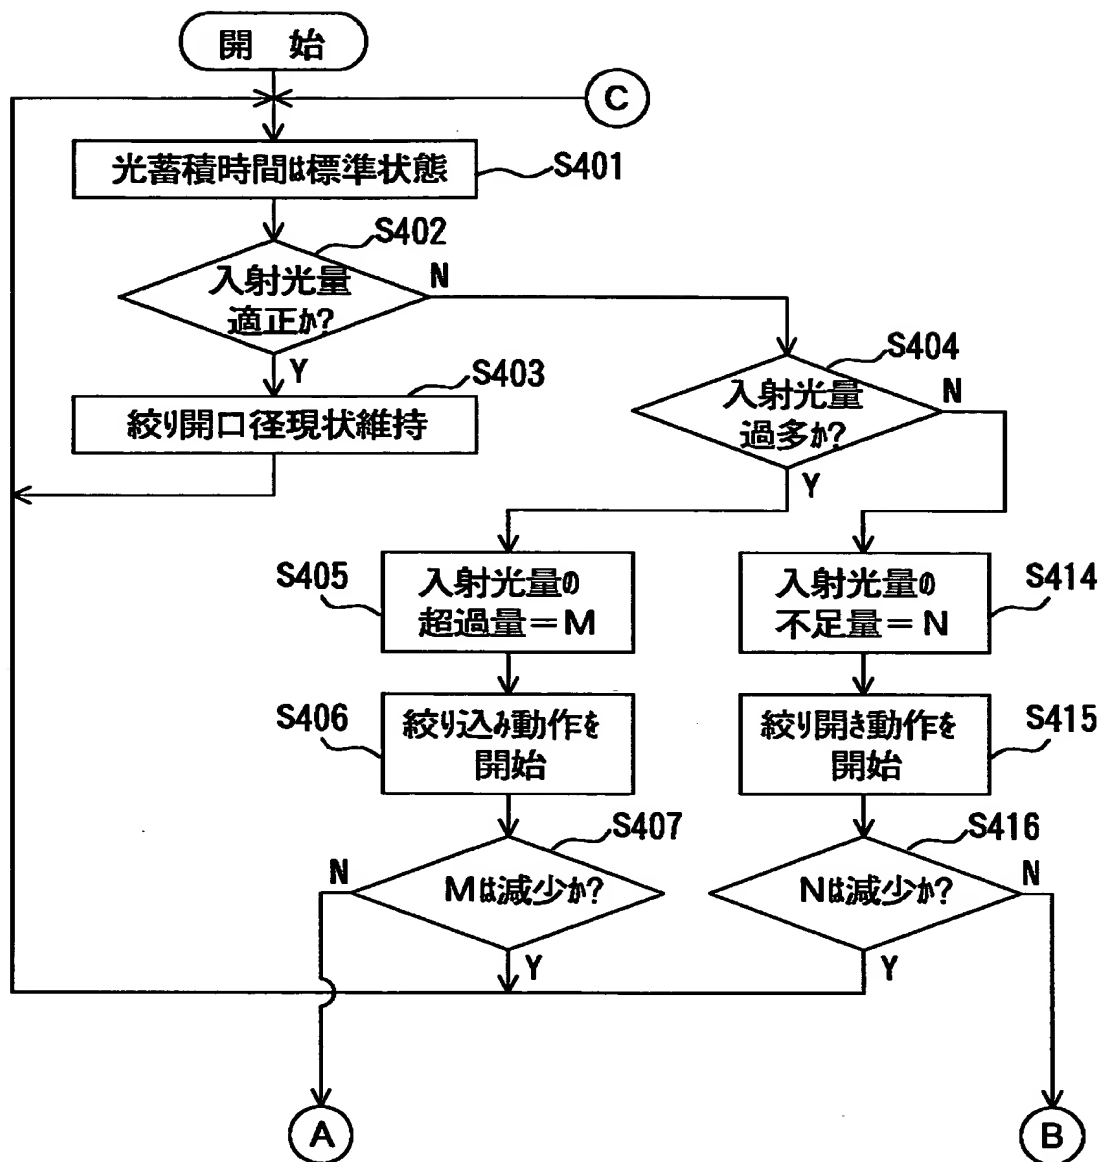 開 始
C
光蓄積時間は標準状態
S401
S402
入射光量
適正か?
N
Y
S403
絞り開口径現状維持
S404
入射光量
過多か?
N
Y
S405
入射光量の
超過量=M
S414
入射光量の
不足量=N
S406
絞り込み動作を
開始
S415
絞り開き動作を
開始
S407
Mは減少か?
N
Y
S416
Nは減少か?
N
Y
A
B